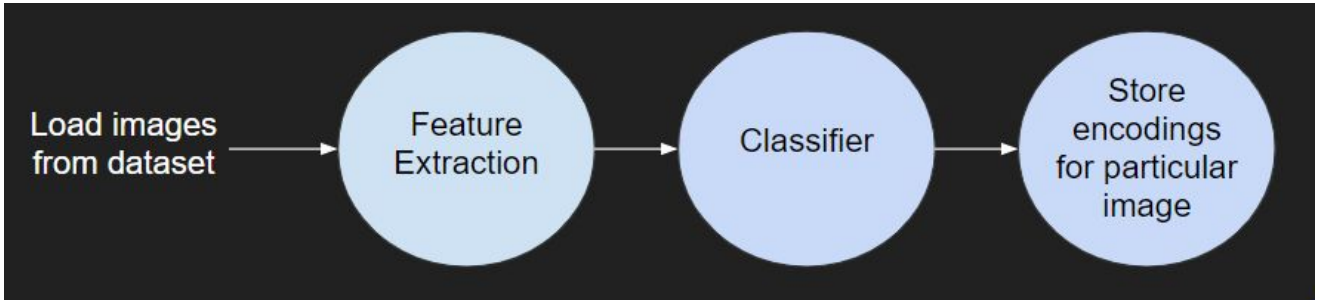 Load images
from dataset
Feature
Extraction
Classifier
Store
encodings
for particular
image